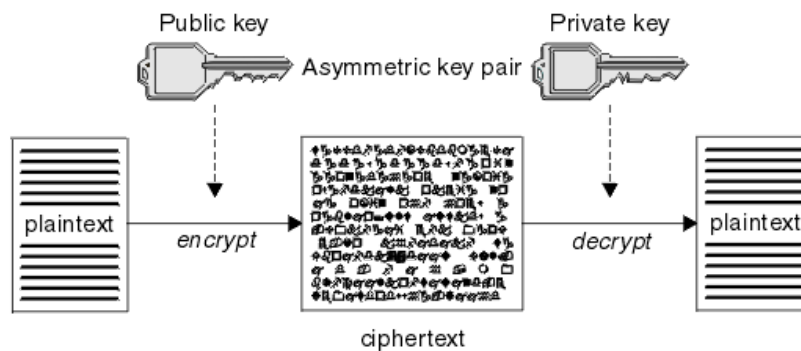 Public key
Private key
Asymmetric key pair
plaintext
encrypt
decrypt
plaintext
ciphertext